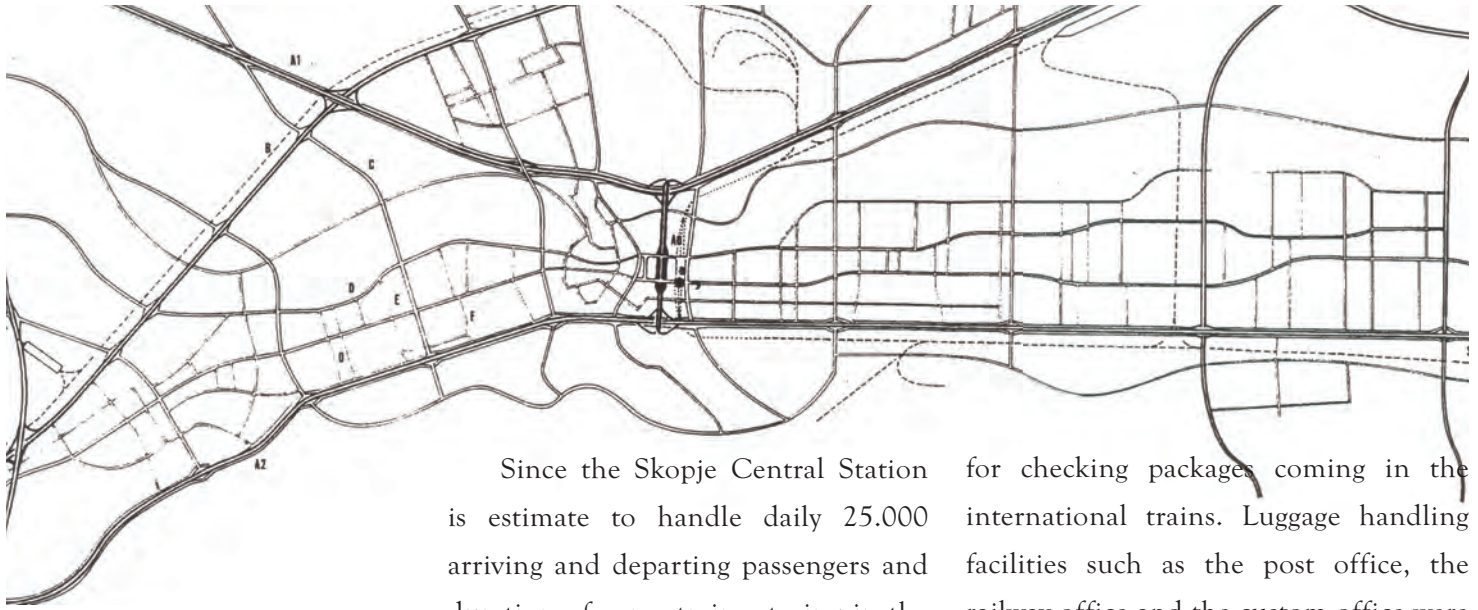 A1
B
C
A6
D
E
F
D
A2
Since the Skopje Central Station
is estimate to handle daily 25.000
arriving and departing passengers and
for checking packages coming in the
international trains. Luggage handling
facilities such as the post office, the